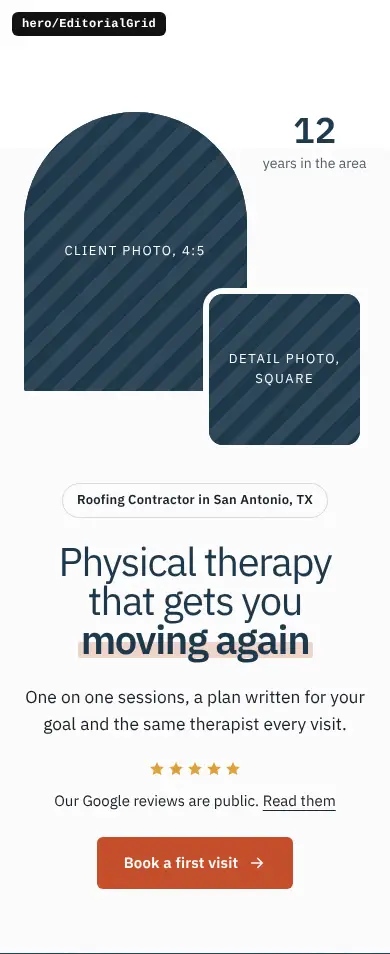 hero/EditorialGrid
12
years in the area
CLIENT PHOTO, 4:5
DETAIL PHOTO,
SQUARE
Roofing Contractor in San Antonio, TX
Physical therapy
that gets you
moving again
One on one sessions, a plan written for your
goal and the same therapist every visit.
Our Google reviews are public. Read them
Book a first visit →